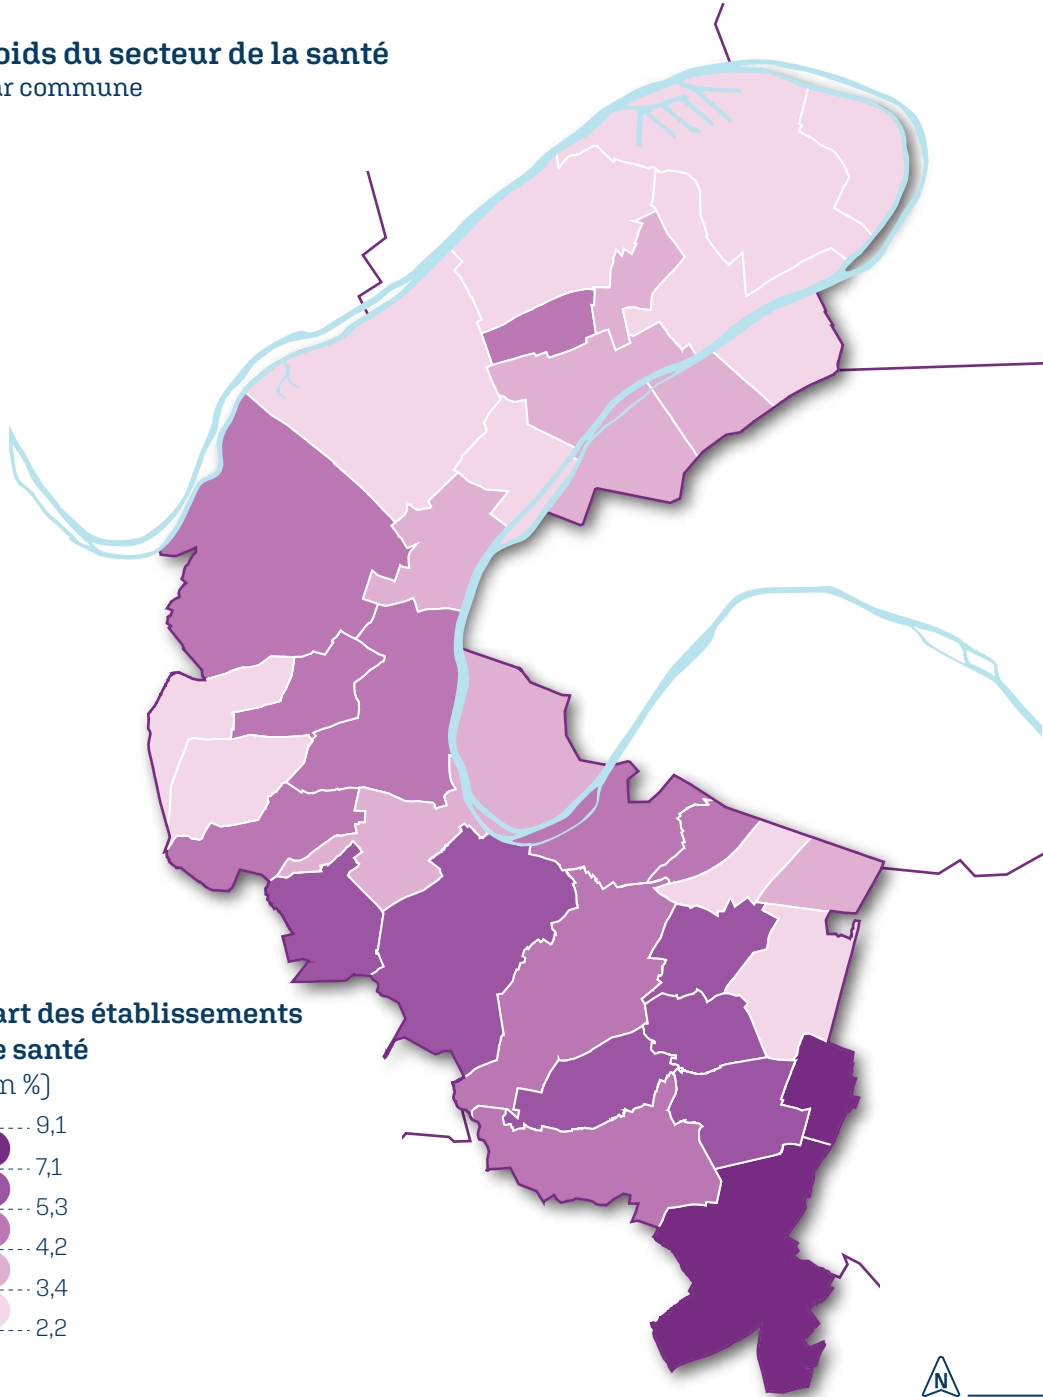 oids du secteur de la santé
ar commune
art des établissements
e santé
m %)
9,1
7,1
5,3
4,2
3,4
2,2
N